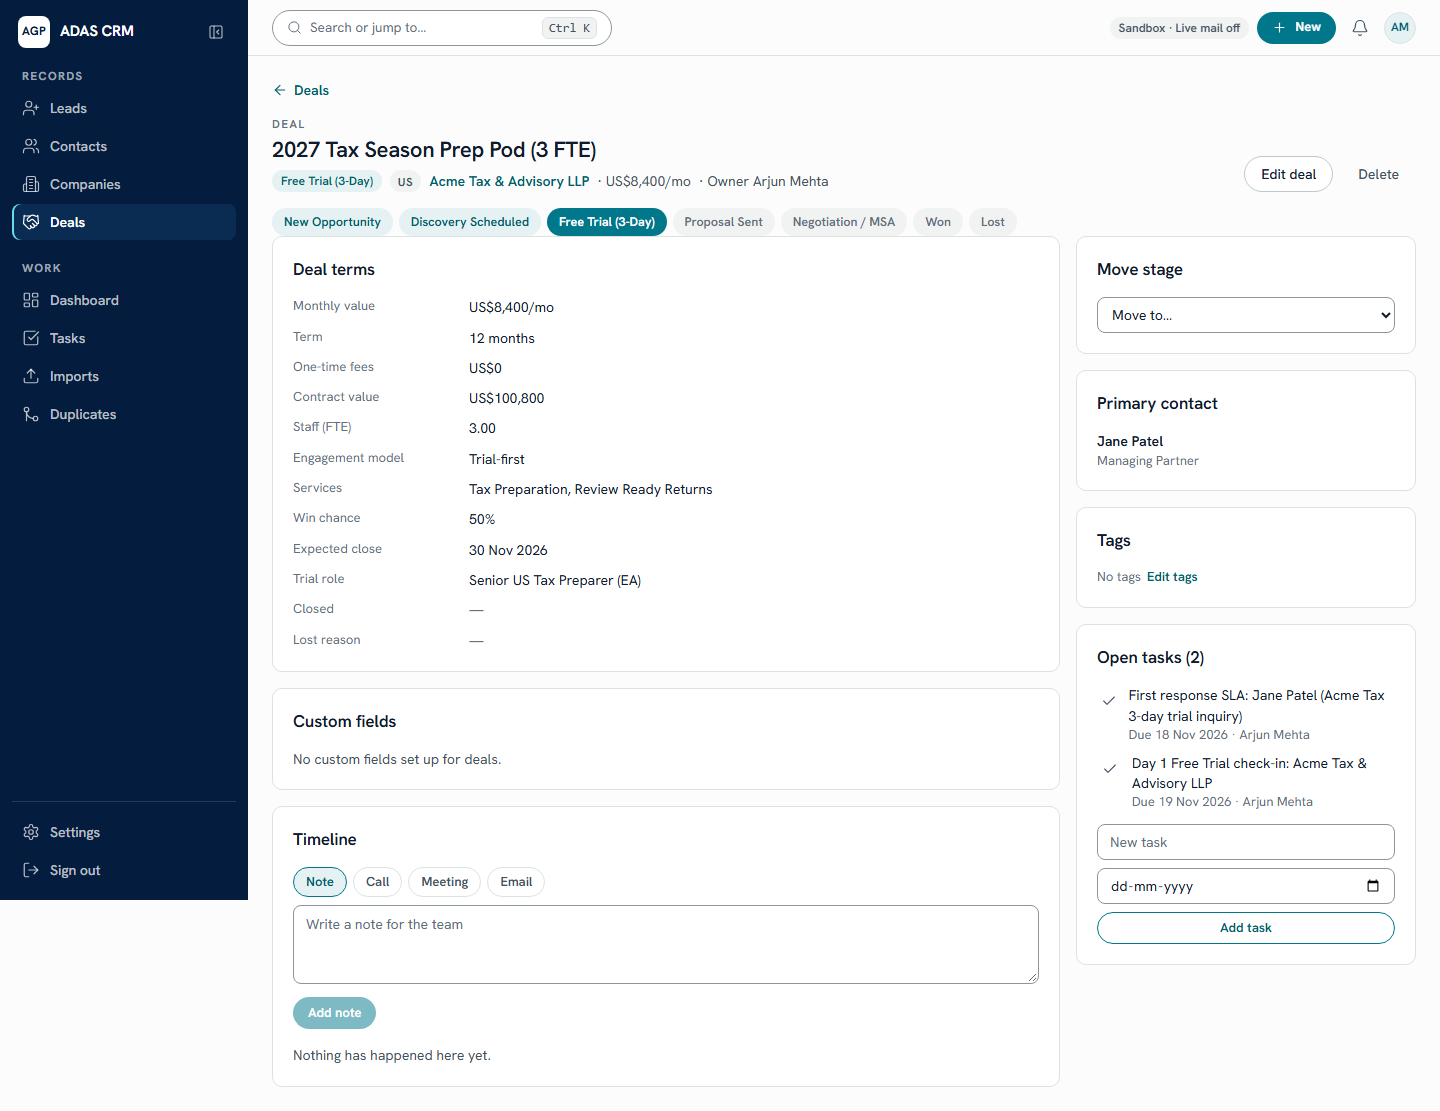 AGP ADAS CRM
Search or jump to... Ctrl K
Sandbox · Live mail off
New
AM
RECORDS
Leads
Contacts
Companies
Deals
WORK
Dashboard
Tasks
Imports
Duplicates
Settings
Sign out
Deals
DEAL
2027 Tax Season Prep Pod (3 FTE)
Free Trial (3-Day) US Acme Tax & Advisory LLP · US$8,400/mo · Owner Arjun Mehta
Edit deal Delete
New Opportunity Discovery Scheduled Free Trial (3-Day) Proposal Sent Negotiation / MSA Won Lost
Deal terms
Monthly value US$8,400/mo
Term 12 months
One-time fees US$0
Contract value US$100,800
Staff (FTE) 3.00
Engagement model Trial-first
Services Tax Preparation, Review Ready Returns
Win chance 50%
Expected close 30 Nov 2026
Trial role Senior US Tax Preparer (EA)
Closed —
Lost reason —
Custom fields
No custom fields set up for deals.
Timeline
Note Call Meeting Email
Write a note for the team
Add note
Nothing has happened here yet.
Move stage
Move to...
Primary contact
Jane Patel
Managing Partner
Tags
No tags Edit tags
Open tasks (2)
First response SLA: Jane Patel (Acme Tax
3-day trial inquiry)
Due 18 Nov 2026 · Arjun Mehta
Day 1 Free Trial check-in: Acme Tax &
Advisory LLP
Due 19 Nov 2026 · Arjun Mehta
New task
dd-mm-yyyy
Add task